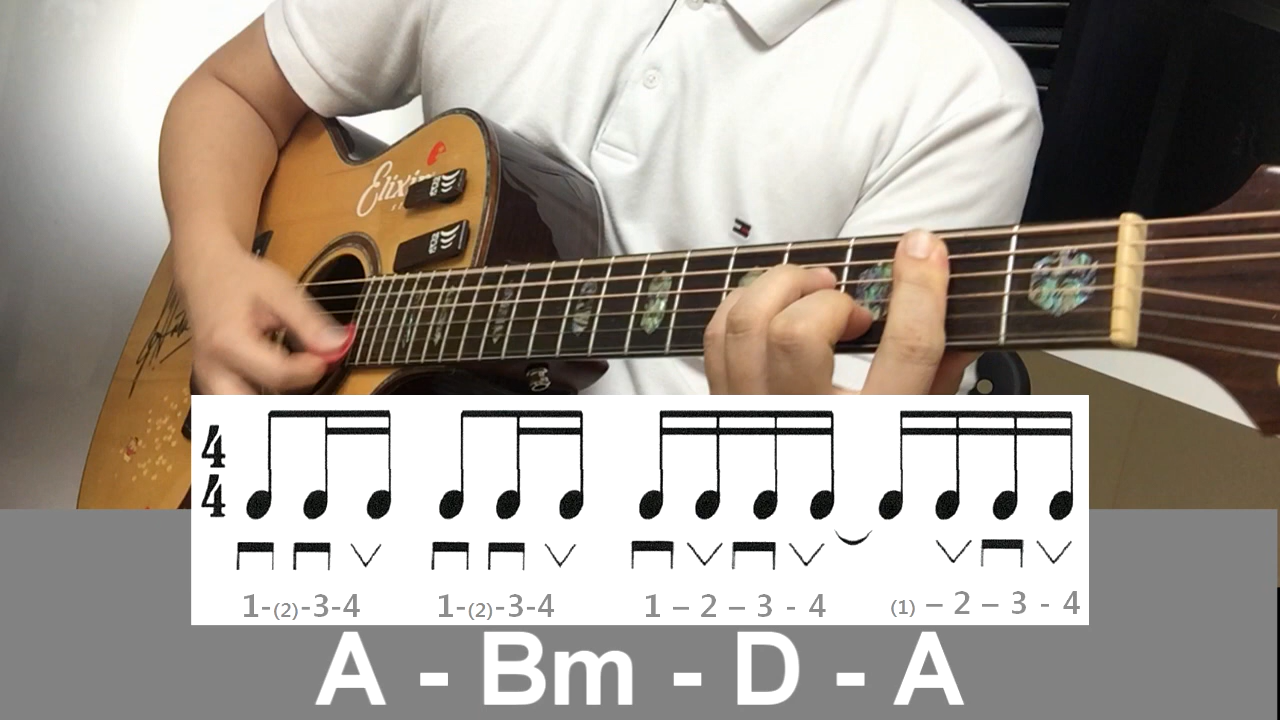 Elixir
4
4
1-(2)-3-4 1-(2)-3-4 1 – 2 – 3 - 4 (1) – 2 – 3 - 4
A - Bm - D - A